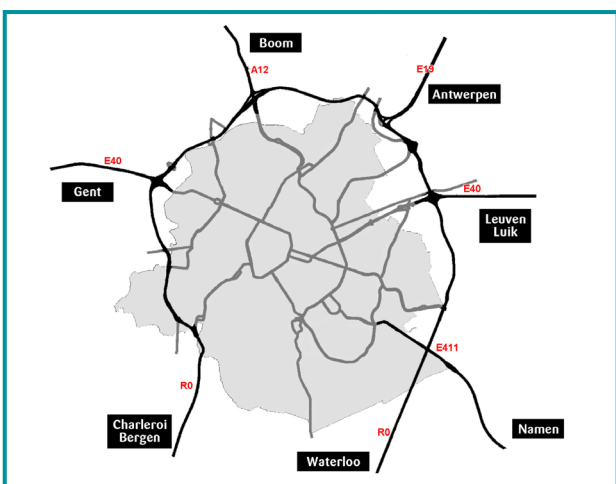 Boom
A12
E19
Antwerpen
E40
Gent
E40
Leuven
Luik
E411
R0
Charleroi
Bergen
R0
Waterloo
Namen